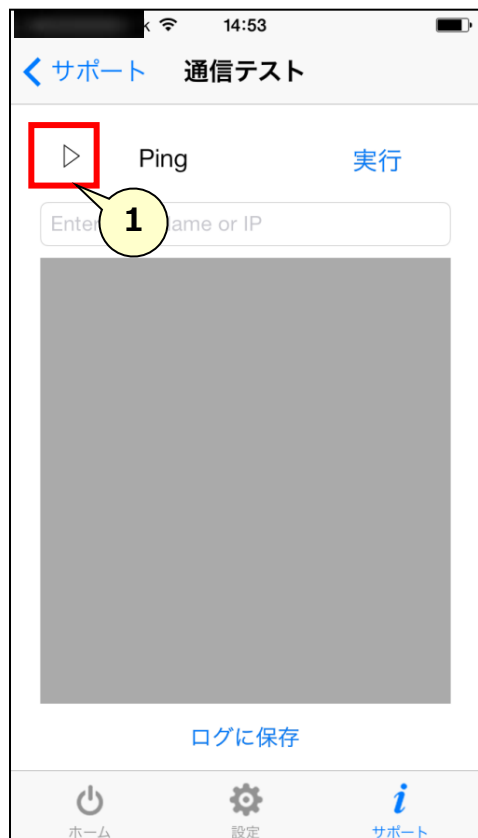 14:53
サポート 通信テスト
Ping 実行
1
Enter ame or IP
ログに保存
ホーム 設定 サポート